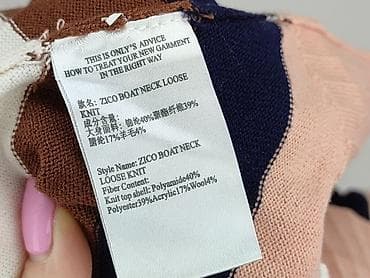 THIS IS ONLY'S ADVICE
HOW TO TREAT YOUR NEW GARMENT
IN THE RIGHT WAY
款名: ZICO BOAT NECK LOOSE
KNIT
成分含量:
大身面料: 锦纶40%聚酯纤维39%
腈纶17%羊毛4%
Style Name: ZICO BOAT NECK
LOOSE KNIT
Fiber Content:
Knit top shell: Polyamide40%
Polyester39%Acrylic17%Wool4%